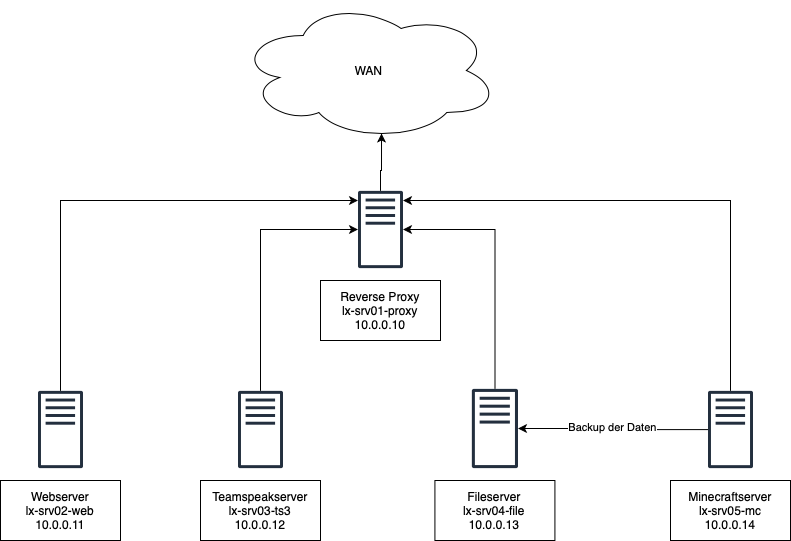 WAN
Reverse Proxy
lx-srv01-proxy
10.0.0.10
Backup der Daten
Webserver
lx-srv02-web
10.0.0.11
Teamspeakserver
lx-srv03-ts3
10.0.0.12
Fileserver
lx-srv04-file
10.0.0.13
Minecraftserver
lx-srv05-mc
10.0.0.14